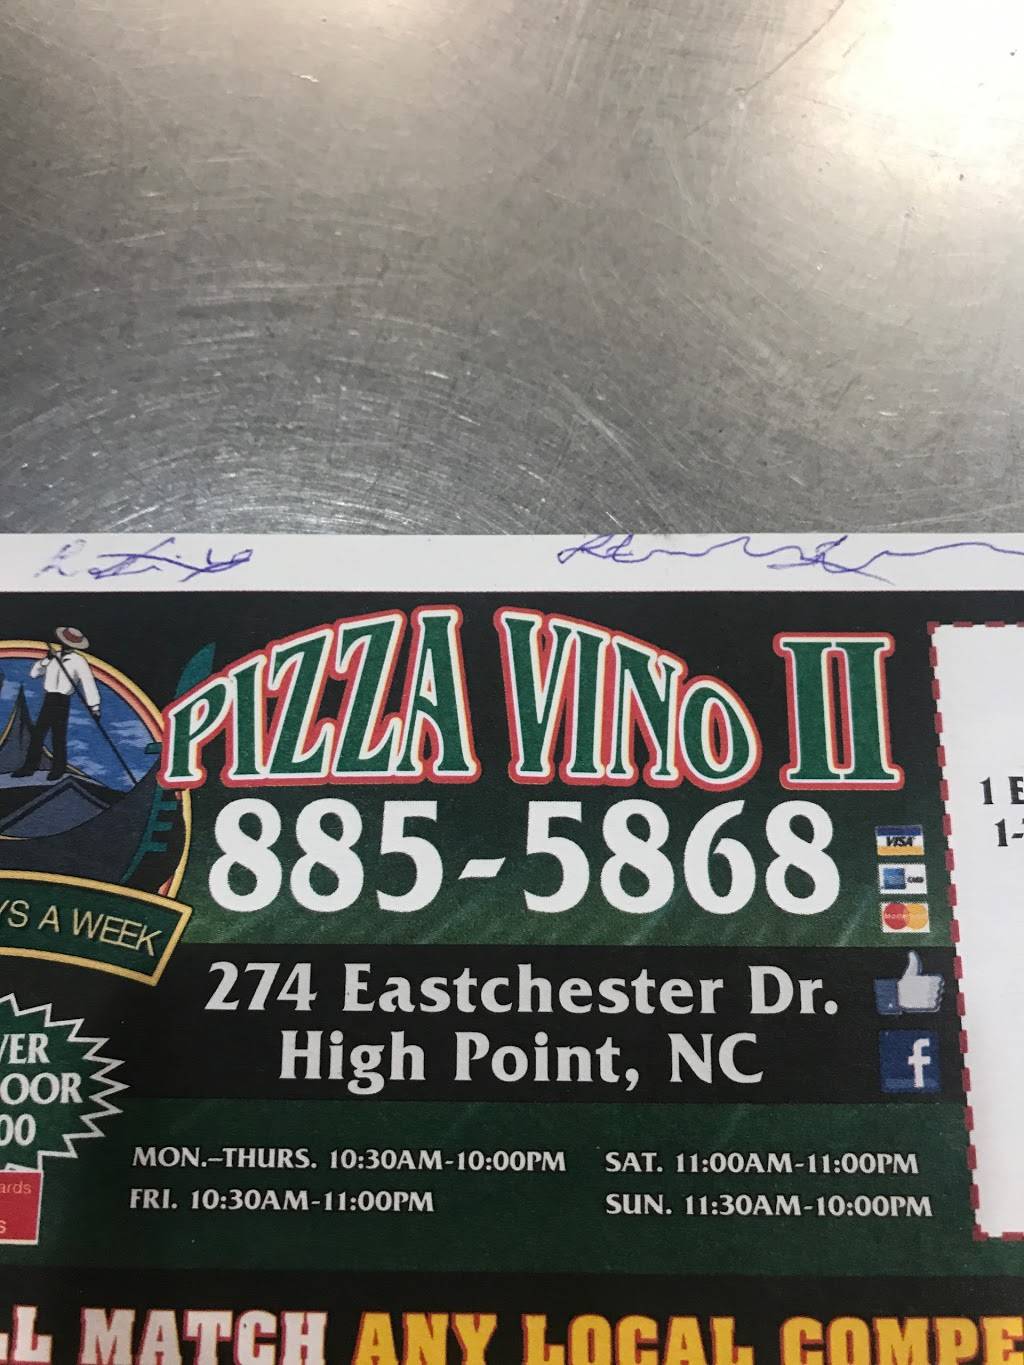 PIZZA VINO II
885-5868
VISA
274 Eastchester Dr.
High Point, NC
f
A WEEK
MON.–THURS. 10:30AM-10:00PM
FRI. 10:30AM-11:00PM
SAT. 11:00AM-11:00PM
SUN. 11:30AM-10:00PM
MATCH ANY LOCAL COMPE